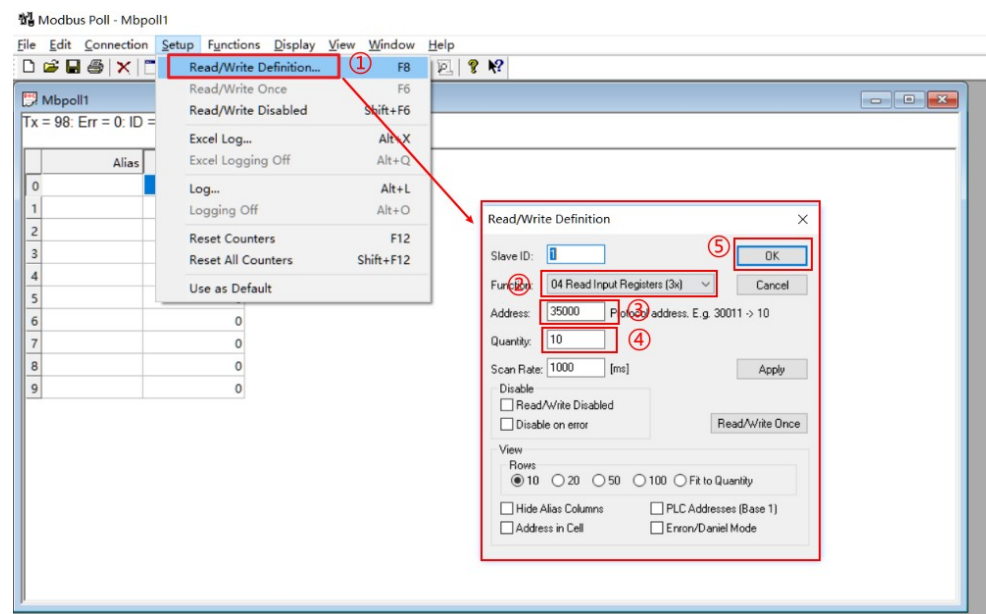 Modbus Poll - Mbpoll1
File Edit Connection Setup Functions Display View Window Help
Read/Write Definition... F8
①
Read/Write Once F6
Read/Write Disabled Shift+F6
Excel Log... Alt+X
Excel Logging Off Alt+Q
Log... Alt+L
Logging Off Alt+O
Reset Counters F12
Reset All Counters Shift+F12
Use as Default
Mbpoll1
Tx = 98: Err = 0: ID =
Alias
0
1
2
3
4
5 0
6 0
7 0
8 0
9 0
Read/Write Definition
Slave ID: 1
⑤
OK
② Function: 04 Read Input Registers (3x)
Cancel
Address: 35000 ③ Protocol address. E.g. 30011 -> 10
Quantity: 10 ④
Scan Rate: 1000 [ms]
Apply
Disable
Read/Write Disabled
Disable on error
Read/Write Once
View
Rows
10 20 50 100 Fit to Quantity
Hide Alias Columns PLC Addresses (Base 1)
Address in Cell Enron/Daniel Mode